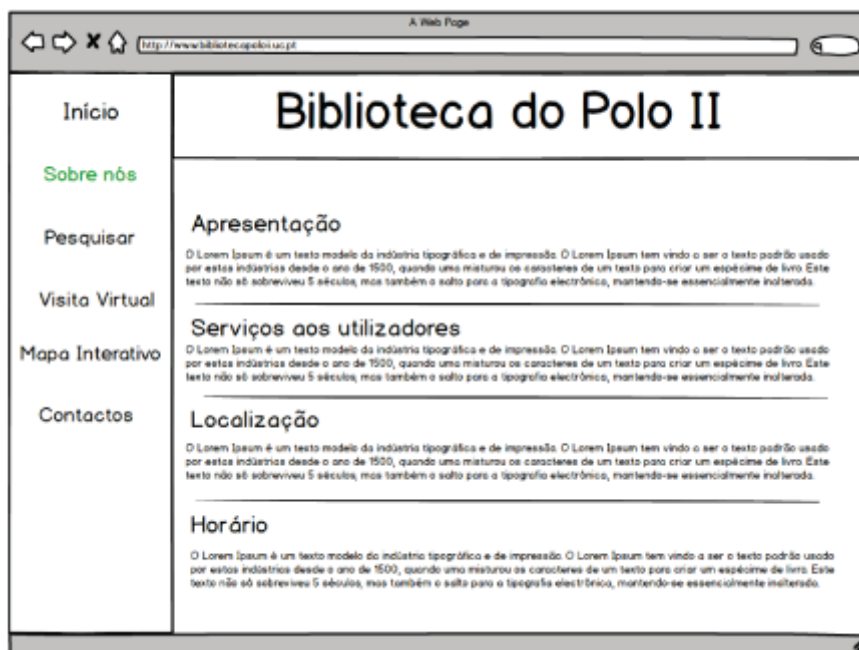 A Web Page
http://www.bibliotecapoloii.uc.pt
Biblioteca do Polo II
Início
Sobre nós
Pesquisar
Visita Virtual
Mapa Interativo
Contactos
Apresentação
O Lorem Ipsum é um texto modelo da indústria tipográfica e de impressão. O Lorem Ipsum tem vindo a ser o texto padrão usado
por estas indústrias desde o ano de 1500, quando uma misturou os caracteres de um texto para criar um espécime de livro. Este
texto não só sobreviveu 5 séculos, mas também o salto para a tipografia electrónica, mantendo-se essencialmente inalterada.
Serviços aos utilizadores
O Lorem Ipsum é um texto modelo da indústria tipográfica e de impressão. O Lorem Ipsum tem vindo a ser o texto padrão usado
por estas indústrias desde o ano de 1500, quando uma misturou os caracteres de um texto para criar um espécime de livro. Este
texto não só sobreviveu 5 séculos, mas também o salto para a tipografia electrónica, mantendo-se essencialmente inalterada.
Localização
O Lorem Ipsum é um texto modelo da indústria tipográfica e de impressão. O Lorem Ipsum tem vindo a ser o texto padrão usado
por estas indústrias desde o ano de 1500, quando uma misturou os caracteres de um texto para criar um espécime de livro. Este
texto não só sobreviveu 5 séculos, mas também o salto para a tipografia electrónica, mantendo-se essencialmente inalterada.
Horário
O Lorem Ipsum é um texto modelo da indústria tipográfica e de impressão. O Lorem Ipsum tem vindo a ser o texto padrão usado
por estas indústrias desde o ano de 1500, quando uma misturou os caracteres de um texto para criar um espécime de livro. Este
texto não só sobreviveu 5 séculos, mas também o salto para a tipografia electrónica, mantendo-se essencialmente inalterada.